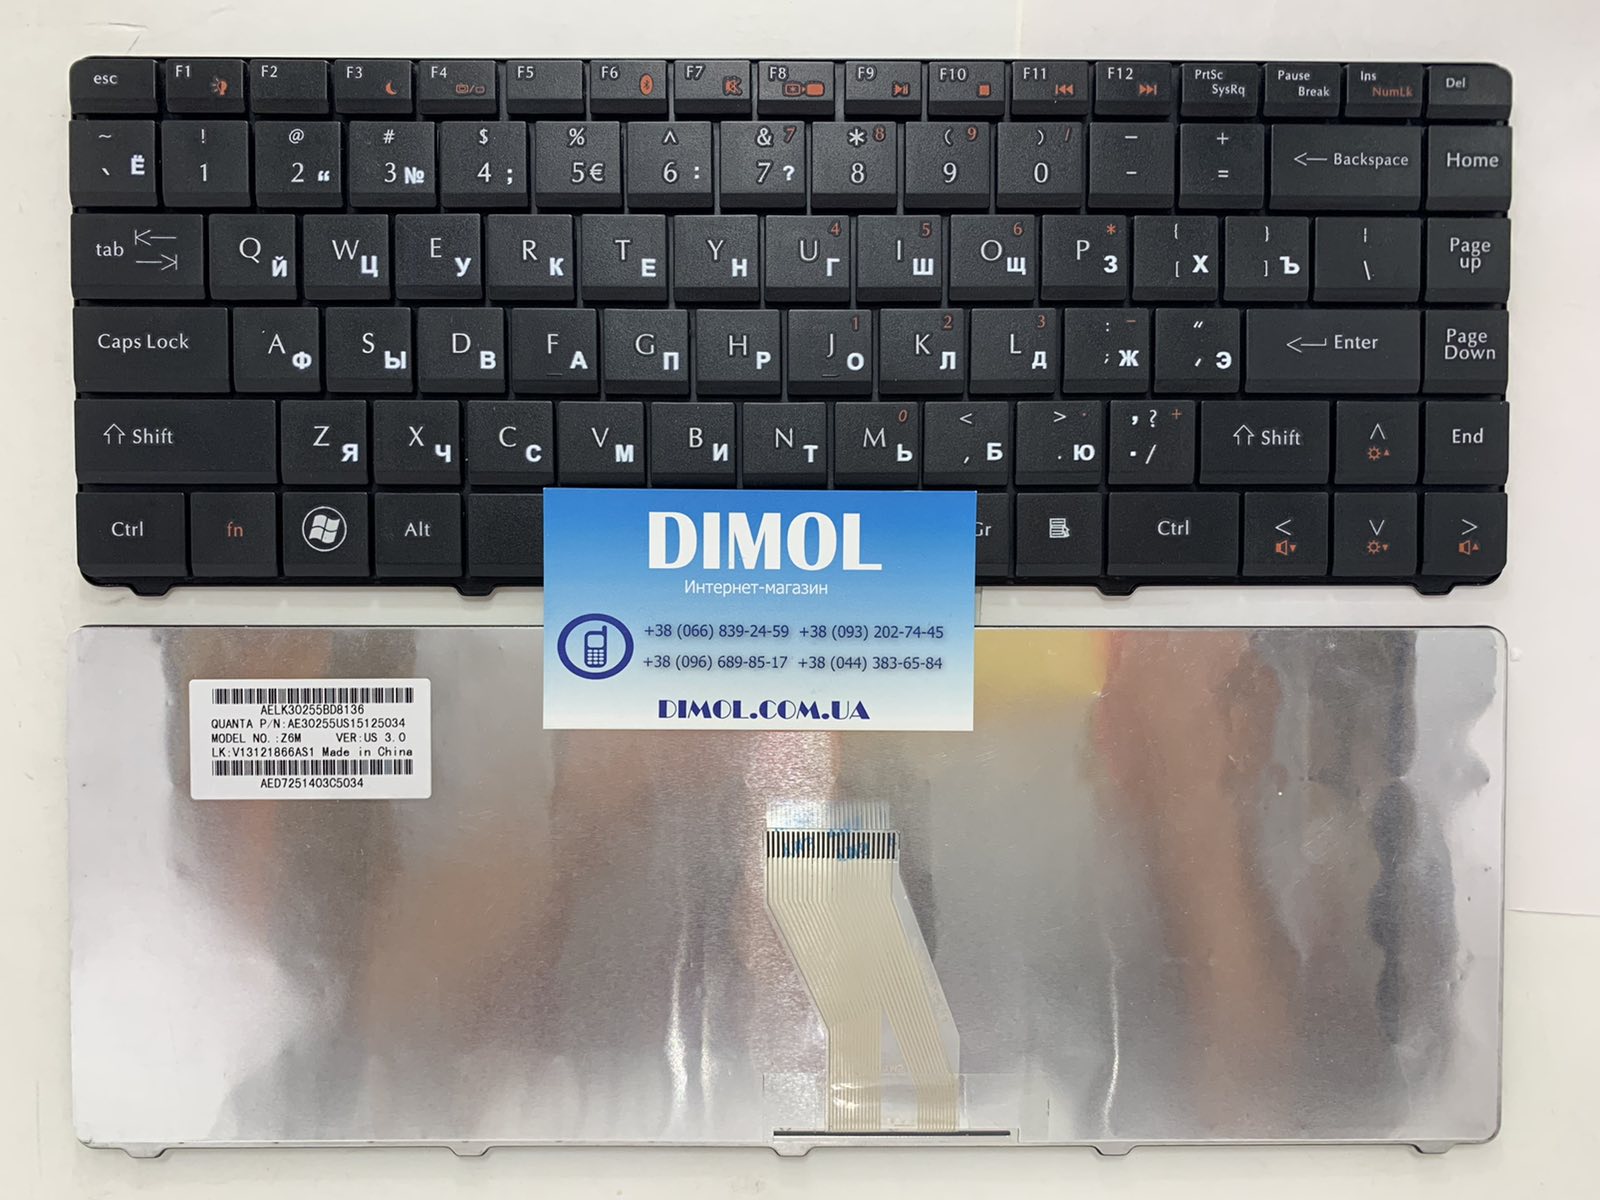 esc F1 F2 F3 F4 F5 F6 F7 F8 F9 F10 F11 F12 PrtSc SysRq Pause Break Ins NumLk Del
~ ` Ё ! 1 @ 2 “ # 3 № $ 4 ; % 5 € ^ 6 : & 7 7 ? * 8 8 ( 9 9 ) / 0 _ - + = Backspace Home
tab Q Й W Ц E У R К T Е Y Н U 4 Г I 5 Ш O 6 Щ P * З { [ Х } ] Ъ | \ Page up
Caps Lock A Ф S Ы D В F А G П H Р J 1 О K 2 Л L 3 Д : - ; Ж “ ‘ Э Enter Page Down
Shift Z Я X Ч C С V М B И N Т M 0 Ь < , Б > . . Ю , ? + . / Shift End
Ctrl fn Alt Gr Ctrl
DIMOL
Интернет-магазин
+38 (066) 839-24-59 +38 (093) 202-74-45
+38 (096) 689-85-17 +38 (044) 383-65-84
DIMOL.COM.UA
AELK30255BD8136
QUANTA P/N:AE30255US15125034
MODEL NO.:Z6M VER:US 3.0
LK:V13121866AS1 Made in China
AED7251403C5034